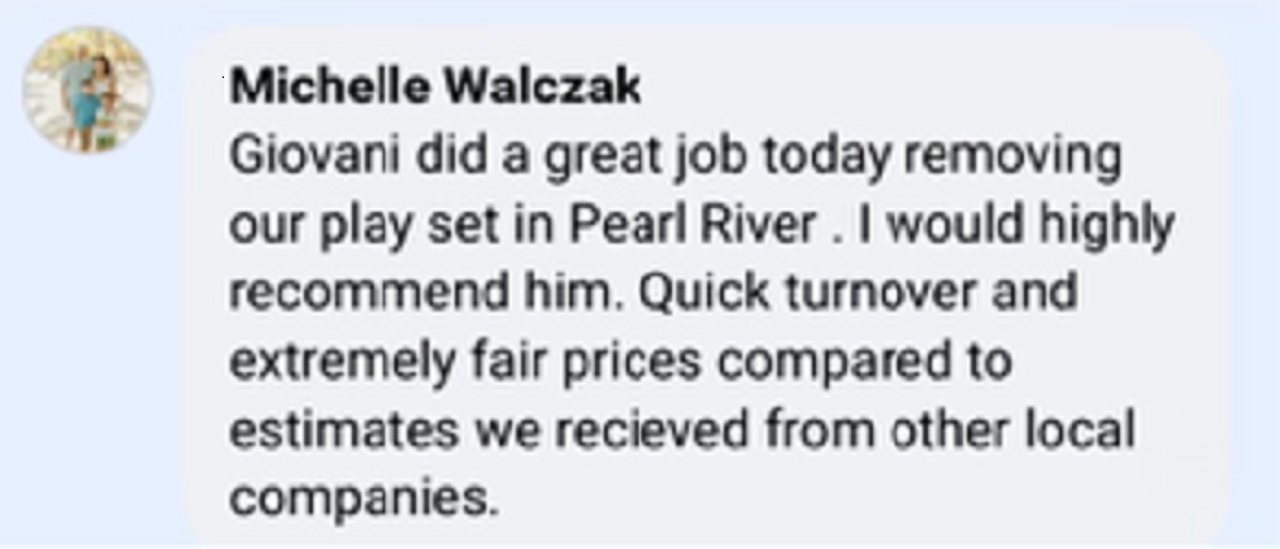 Michelle Walczak
Giovani did a great job today removing
our play set in Pearl River . I would highly
recommend him. Quick turnover and
extremely fair prices compared to
estimates we recieved from other local
companies.